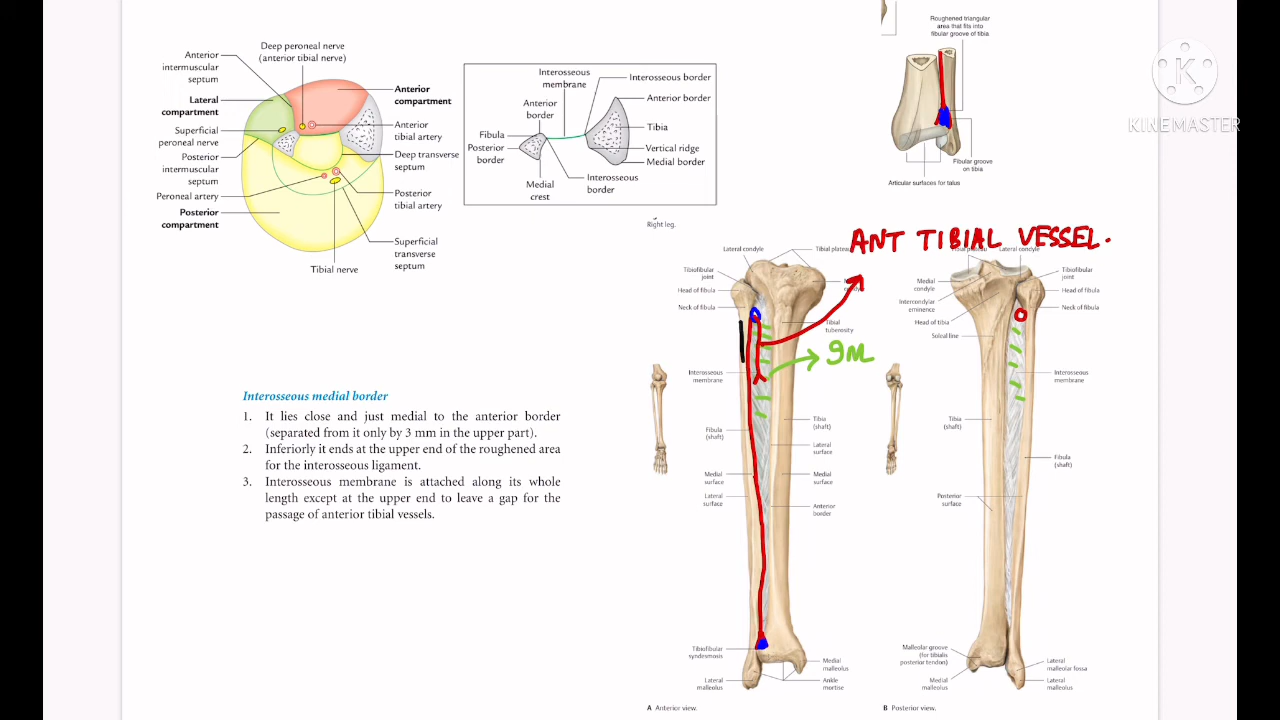 Deep peroneal nerve
(anterior tibial nerve)
Anterior
intermuscular
septum
Lateral
compartment
Superficial
peroneal nerve
Posterior
intermuscular
septum
Peroneal artery
Posterior
compartment
Tibial nerve
Anterior
compartment
Anterior
tibial artery
Deep transverse
septum
Posterior
tibial artery
Superficial
transverse
septum
Interosseous
membrane
Anterior
border
Fibula
Posterior
border
Medial
crest
Interosseous
border
Interosseous border
Anterior border
Tibia
Vertical ridge
Medial border
Roughened triangular
area that fits into
fibular groove of tibia
Fibular groove
on tibia
Articular surfaces for talus
KINEMASTER
Interosseous medial border
1. It lies close and just medial to the anterior border
(separated from it only by 3 mm in the upper part).
2. Inferiorly it ends at the upper end of the roughened area
for the interosseous ligament.
3. Interosseous membrane is attached along its whole
length except at the upper end to leave a gap for the
passage of anterior tibial vessels.
Right leg.
ANT TIBIAL VESSEL.
Lateral condyle
Tibial plateau
Tibiofibular
joint
Head of fibula
Neck of fibula
Tibial
tuberosity
IM
Interosseous
membrane
Fibula
(shaft)
Tibia
(shaft)
Lateral
surface
Medial
surface
Medial
surface
Lateral
surface
Anterior
border
Tibiofibular
syndesmosis
Lateral
malleolus
Medial
malleolus
Ankle
mortise
A Anterior view.
Lateral condyle
Medial
condyle
Intercondylar
eminence
Head of tibia
Soleal line
Tibiofibular
joint
Head of fibula
Neck of fibula
Interosseous
membrane
Tibia
(shaft)
Fibula
(shaft)
Posterior
surface
Malleolar groove
(for tibialis
posterior tendon)
Medial
malleolus
Lateral
malleolar fossa
Lateral
malleolus
B Posterior view.